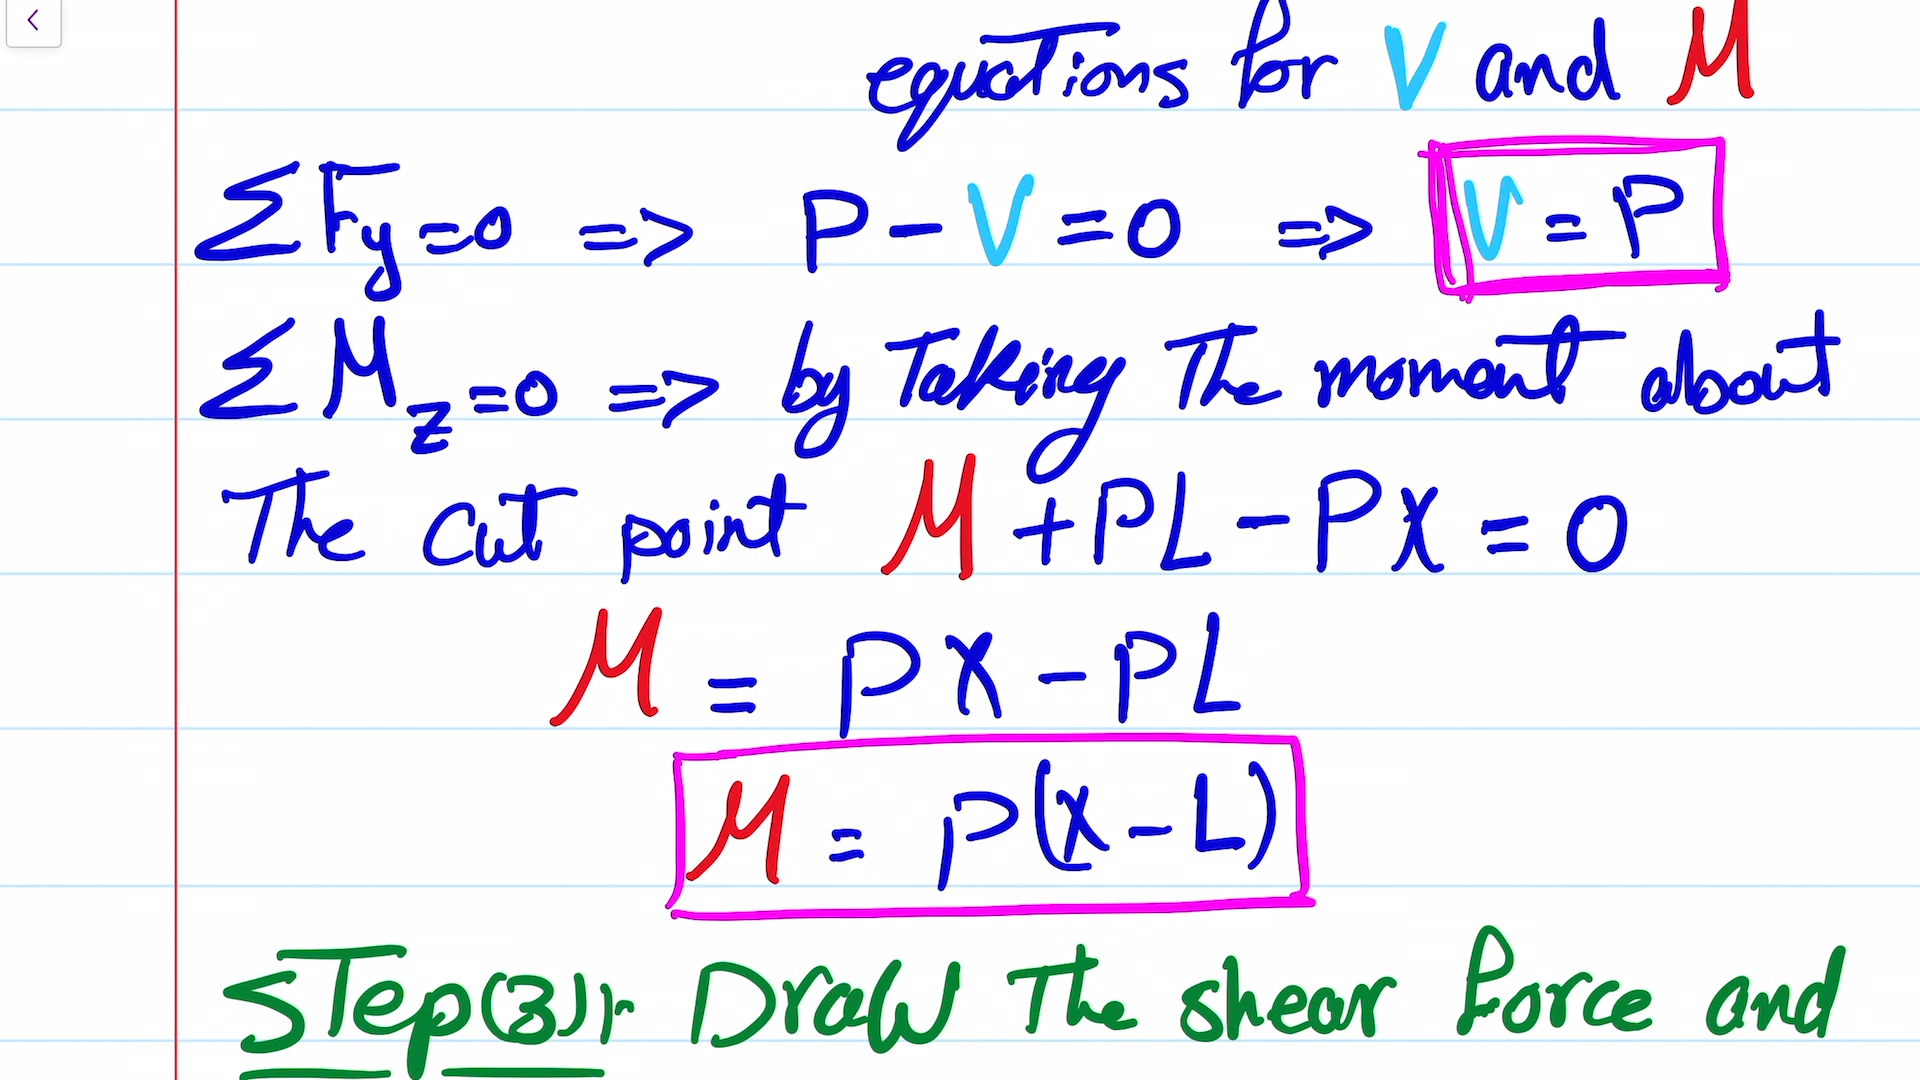 equations for V and M
ΣFy=0 => P-V=0 => V=P
ΣMz=0 => by Taking The moment about
The cut point M+PL-PX=0
M = PX-PL
M = P(X-L)
STep(3):- Draw The shear force and